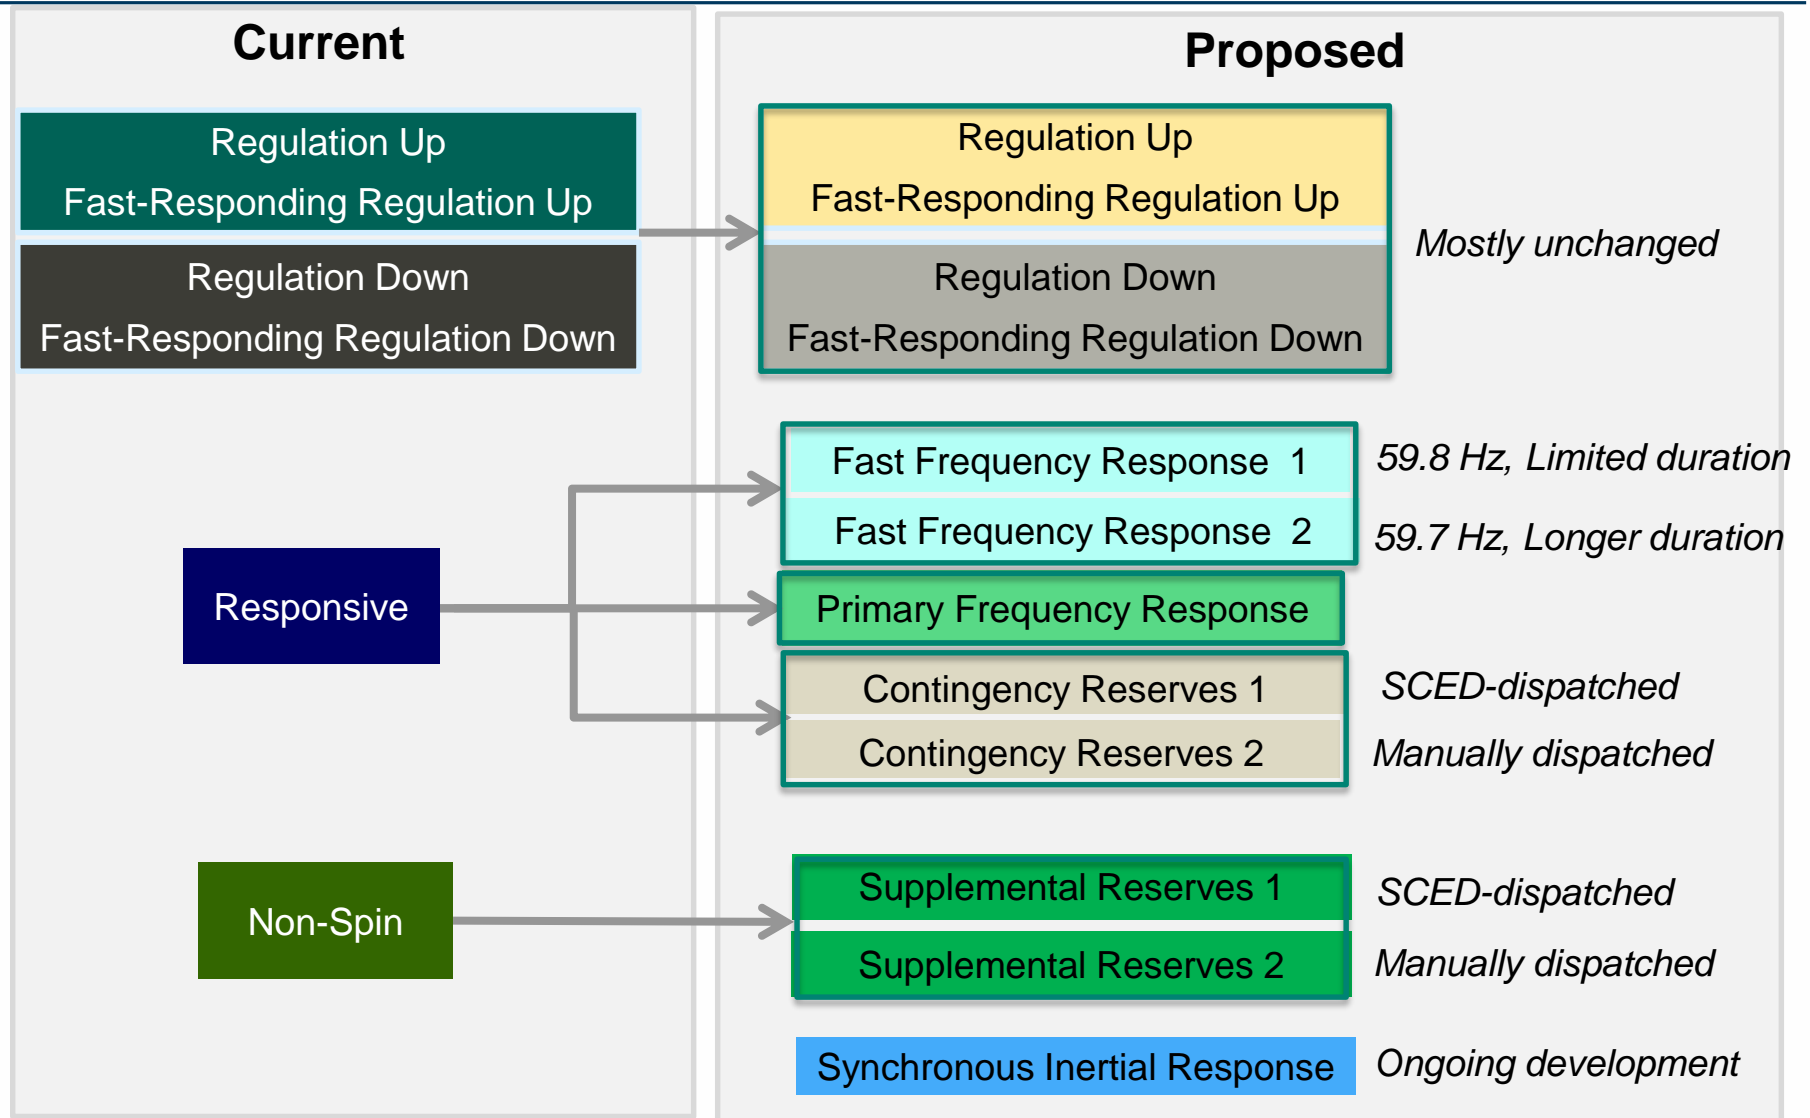 Current
Proposed
Regulation Up
Fast-Responding Regulation Up
Regulation Down
Fast-Responding Regulation Down
Regulation Up
Fast-Responding Regulation Up
Regulation Down
Fast-Responding Regulation Down
Mostly unchanged
Responsive
Fast Frequency Response 1
59.8 Hz, Limited duration
Fast Frequency Response 2
59.7 Hz, Longer duration
Primary Frequency Response
Contingency Reserves 1
SCED-dispatched
Contingency Reserves 2
Manually dispatched
Non-Spin
Supplemental Reserves 1
SCED-dispatched
Supplemental Reserves 2
Manually dispatched
Synchronous Inertial Response
Ongoing development